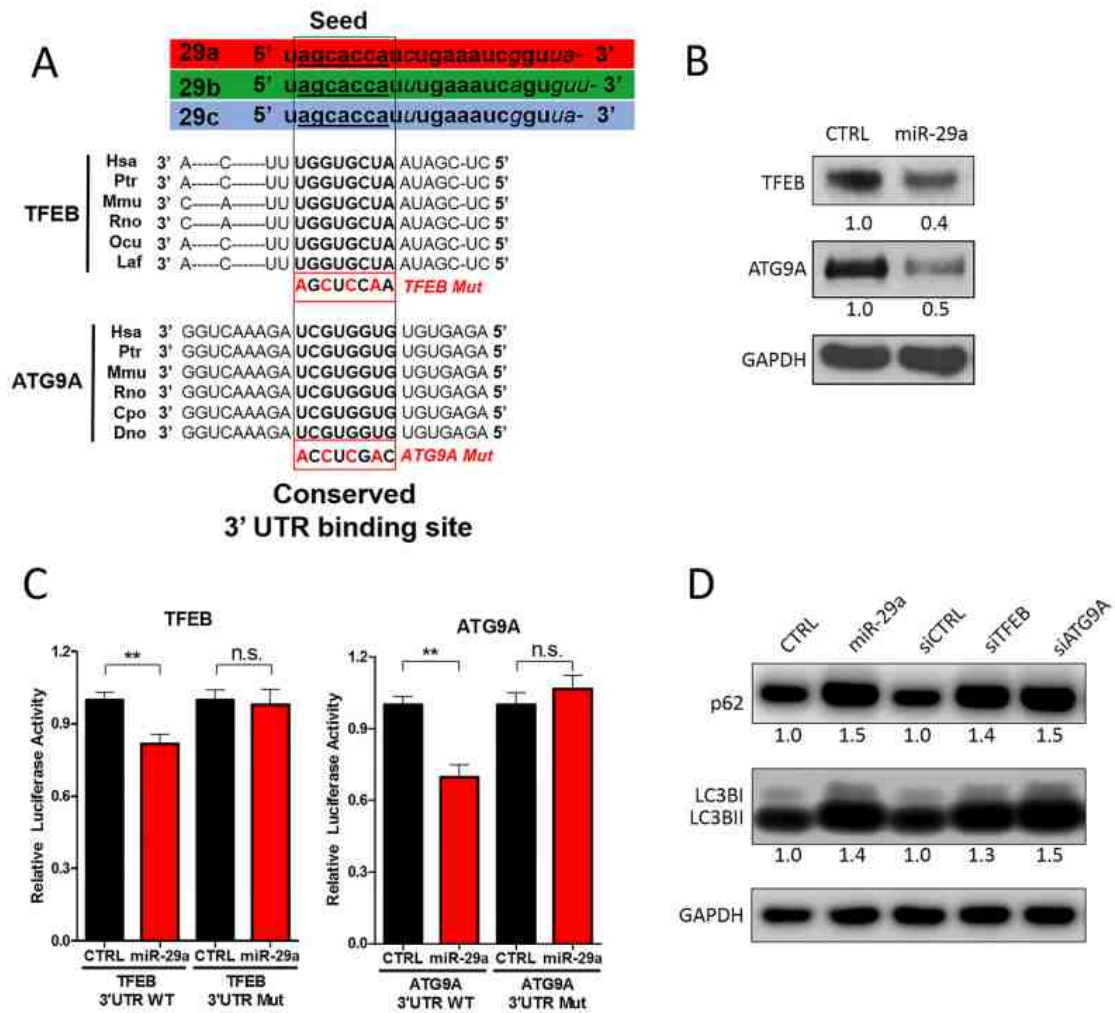 A
Seed
29a 5' uagcaccaucugaaaucgguua- 3'
29b 5' uagcaccauuugaaaucaguguu- 3'
29c 5' uagcaccauuugaaaucgguua- 3'
TFEB
Hsa 3' A-----C------UU UGGUGCUA AUAGC-UC 5'
Ptr 3' A-----C------UU UGGUGCUA AUAGC-UC 5'
Mmu 3' C-----A------UU UGGUGCUA AUAGC-UC 5'
Rno 3' C-----A------UU UGGUGCUA AUAGC-UC 5'
Ocu 3' A-----C------UU UGGUGCUA AUAGC-UC 5'
Laf 3' A-----C------UU UGGUGCUA AUAGC-UC 5'
AGCUCCAA TFEB Mut
ATG9A
Hsa 3' GGUCAAAGA UCGUGGUG UGUGAGA 5'
Ptr 3' GGUCAAAGA UCGUGGUG UGUGAGA 5'
Mmu 3' GGUCAAAGA UCGUGGUG UGUGAGA 5'
Rno 3' GGUCAAAGA UCGUGGUG UGUGAGA 5'
Cpo 3' GGUCAAAGA UCGUGGUG UGUGAGA 5'
Dno 3' GGUCAAAGA UCGUGGUG UGUGAGA 5'
ACCUCGAC ATG9A Mut
Conserved
3' UTR binding site
B
CTRL miR-29a
TFEB
1.0 0.4
ATG9A
1.0 0.5
GAPDH
C
TFEB
Relative Luciferase Activity
1.2
0.9
0.6
0.3
0.0
** n.s.
CTRL miR-29a CTRL miR-29a
TFEB TFEB
3'UTR WT 3'UTR Mut
ATG9A
Relative Luciferase Activity
1.2
0.9
0.6
0.3
0.0
** n.s.
CTRL miR-29a CTRL miR-29a
ATG9A ATG9A
3'UTR WT 3'UTR Mut
D
CTRL miR-29a siCTRL siTFEB siATG9A
p62
1.0 1.5 1.0 1.4 1.5
LC3BI
LC3BII
1.0 1.4 1.0 1.3 1.5
GAPDH